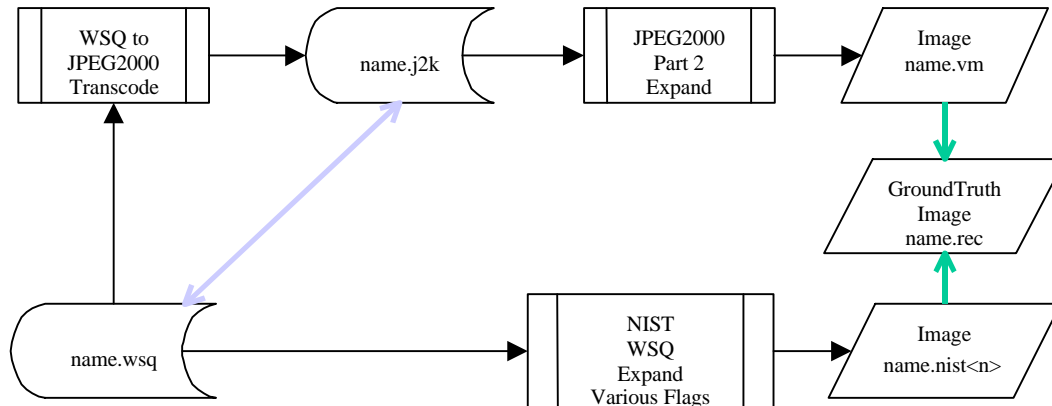 WSQ to
JPEG2000
Transcode
name.j2k
JPEG2000
Part 2
Expand
Image
name.vm
GroundTruth
Image
name.rec
name.wsq
NIST
WSQ
Expand
Various Flags
Image
name.nist<n>